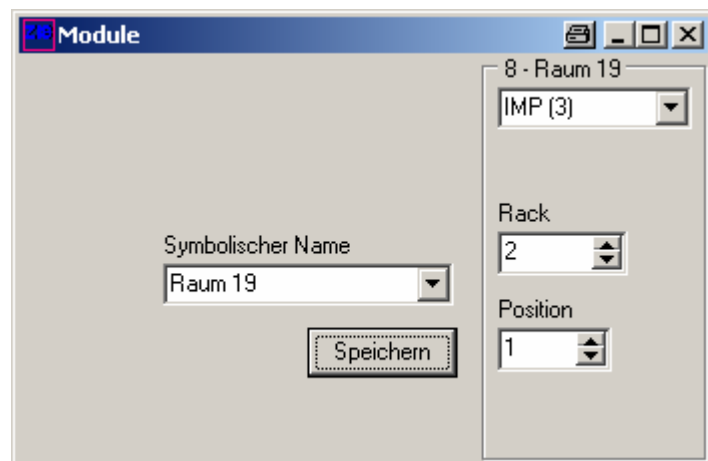 Module
8 - Raum 19
IMP (3)
Rack
2
Symbolischer Name
Raum 19
Position
1
Speichern